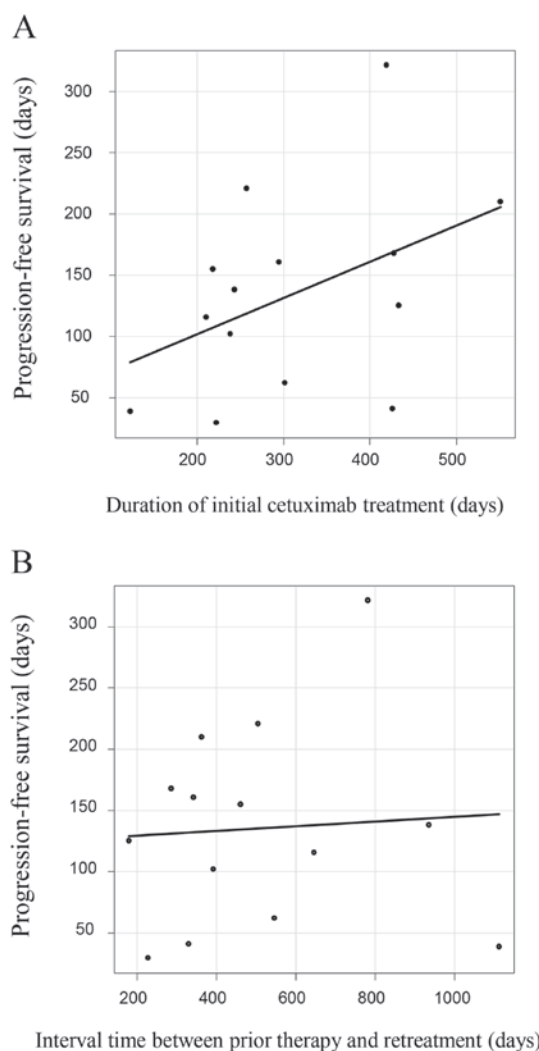 A
Progression-free survival (days)
300
250
200
150
100
50
200 300 400 500
Duration of initial cetuximab treatment (days)
B
Progression-free survival (days)
300
250
200
150
100
50
200 400 600 800 1000
Interval time between prior therapy and retreatment (days)